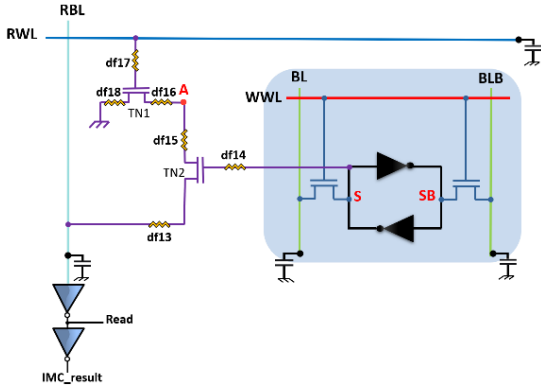 RBL
RWL
df17
df18
df16
A
TN1
df15
TN2
df14
df13
BL
BLB
WWL
S
SB
Read
IMC_result